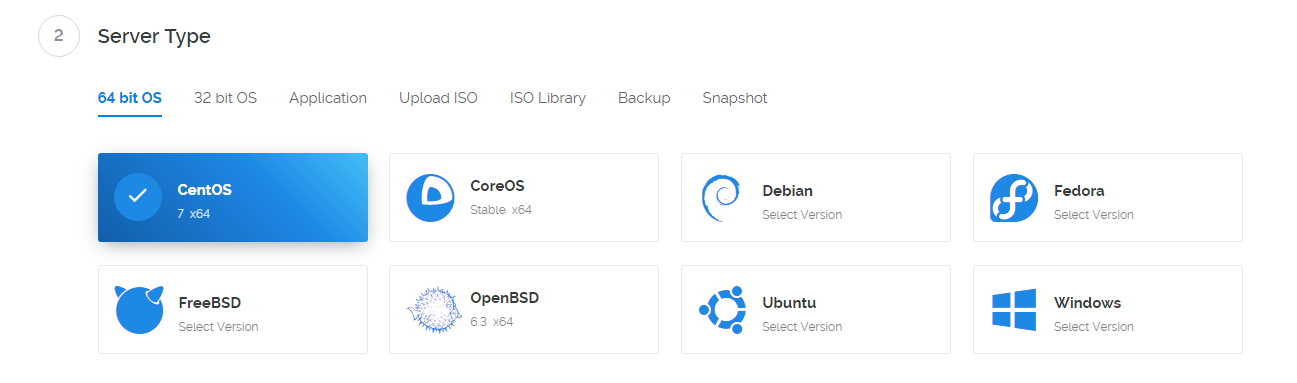 2 Server Type
64 bit OS 32 bit OS Application Upload ISO ISO Library Backup Snapshot
CentOS
7 x64
CoreOS
Stable x64
Debian
Select Version
Fedora
Select Version
FreeBSD
Select Version
OpenBSD
6.3 x64
Ubuntu
Select Version
Windows
Select Version